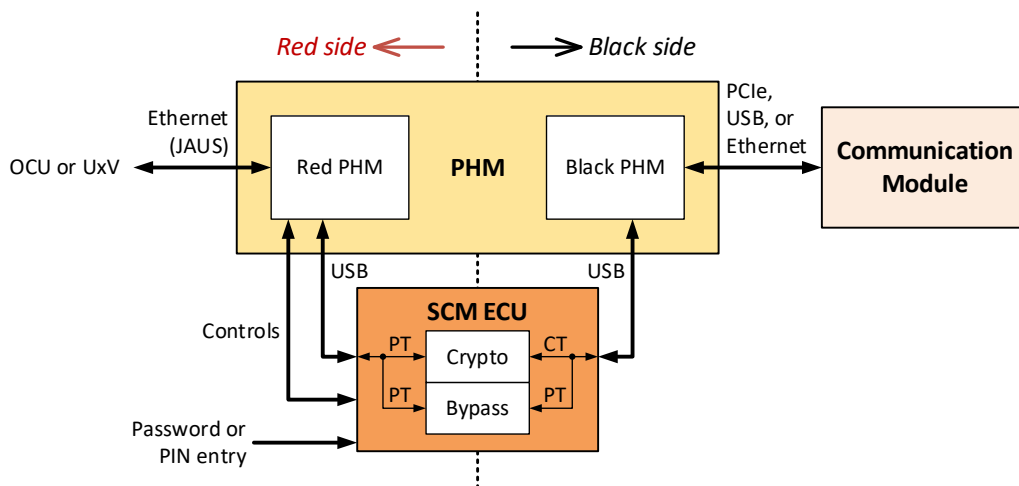 Red side
Black side
Ethernet
(JAUS)
OCU or UxV
Red PHM
PHM
Black PHM
PCIe,
USB, or
Ethernet
Communication
Module
USB
USB
Controls
SCM ECU
PT
Crypto
CT
PT
Bypass
PT
Password or
PIN entry